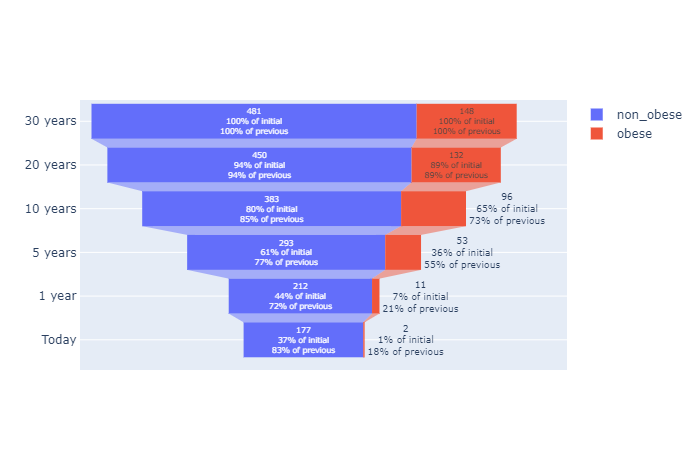 30 years
481
100% of initial
100% of previous
148
100% of initial
100% of previous
non_obese
obese
20 years
450
94% of initial
94% of previous
132
89% of initial
89% of previous
10 years
383
80% of initial
85% of previous
96
65% of initial
73% of previous
5 years
293
61% of initial
77% of previous
53
36% of initial
55% of previous
1 year
212
44% of initial
72% of previous
11
7% of initial
21% of previous
Today
177
37% of initial
83% of previous
2
1% of initial
18% of previous